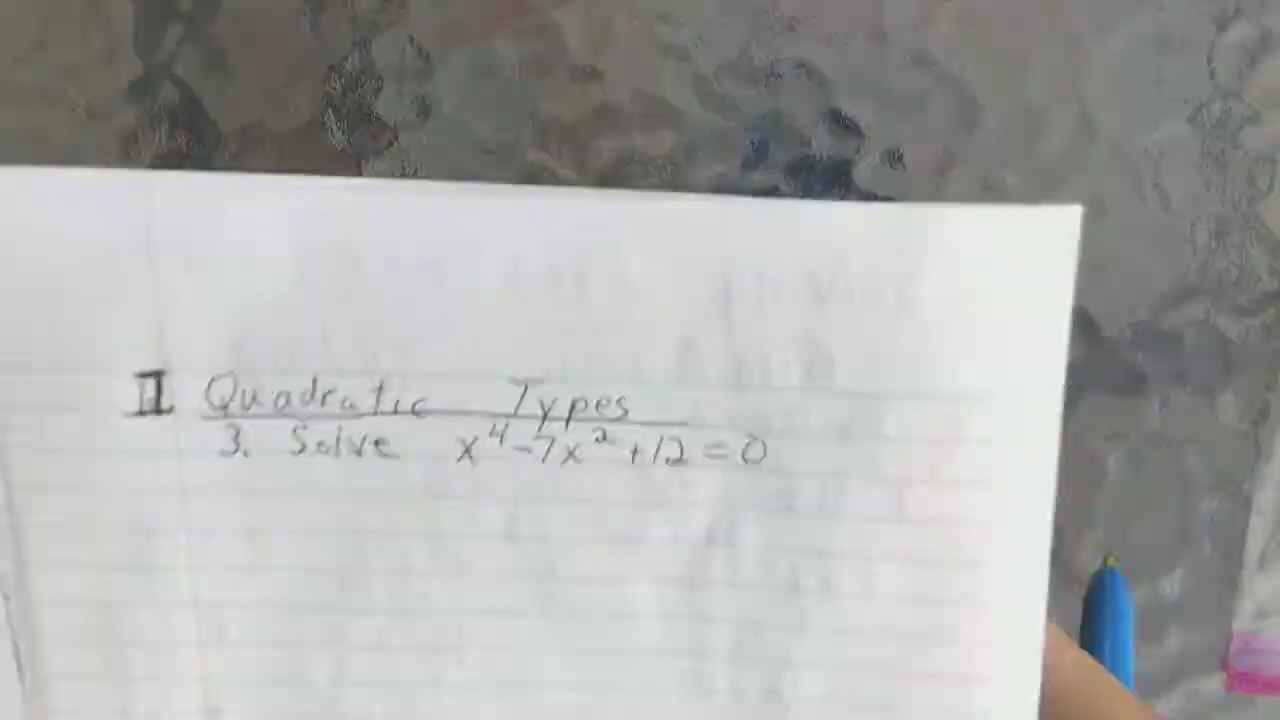 II Quadratic Types
3. Solve x⁴-7x²+12=0